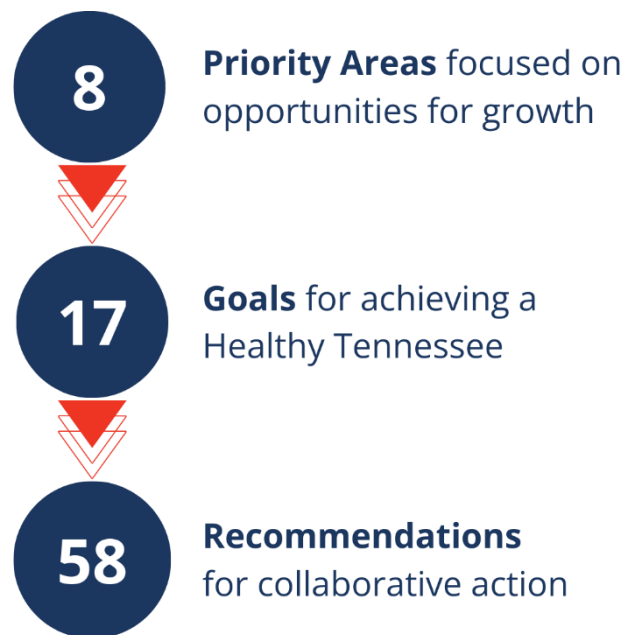 8
Priority Areas focused on
opportunities for growth
17
Goals for achieving a
Healthy Tennessee
58
Recommendations
for collaborative action